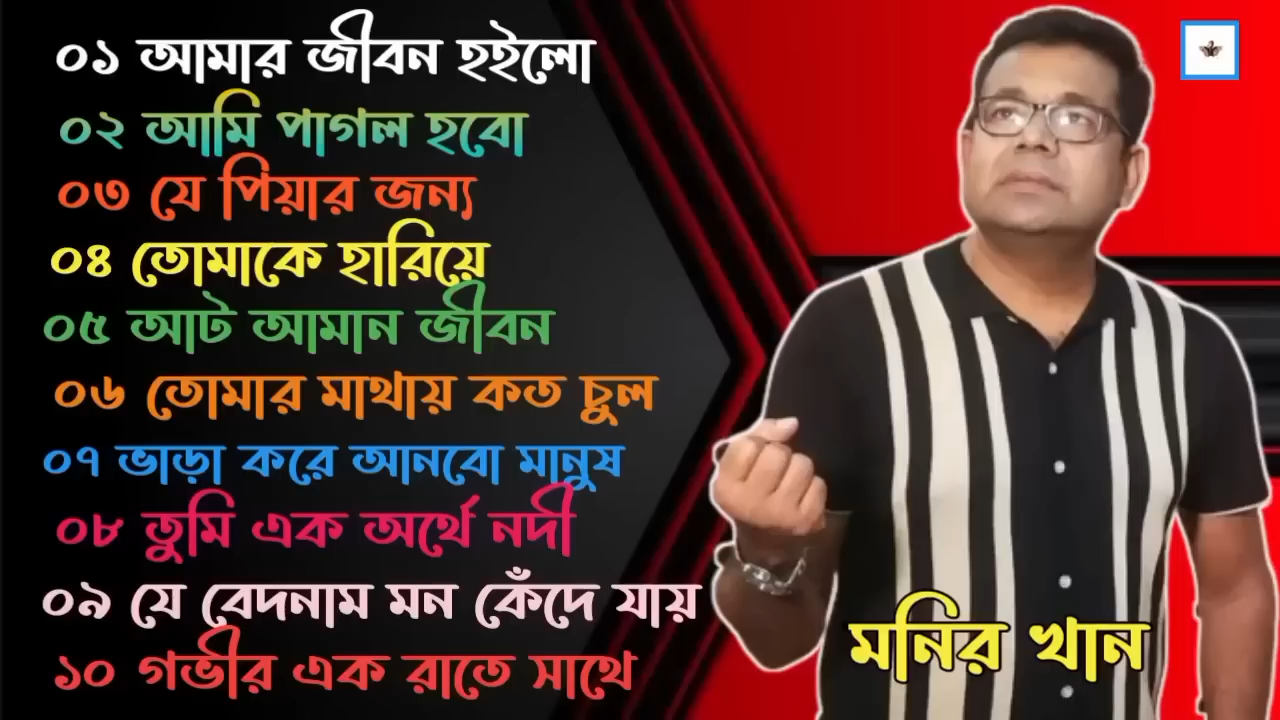 ০১ আমার জীবন হইলো
০২ আমি পাগল হবো
০৩ যে পিয়ার জন্য
০৪ তোমাকে হারিয়ে
০৫ আট আমান জীবন
০৬ তোমার মাথায় কত চুল
০৭ ভাড়া করে আনবো মানুষ
০৮ তুমি এক অর্থে নদী
০৯ যে বেদনাম মন কেঁদে যায়
১০ গভীর এক রাতে সাথে
মনির খান